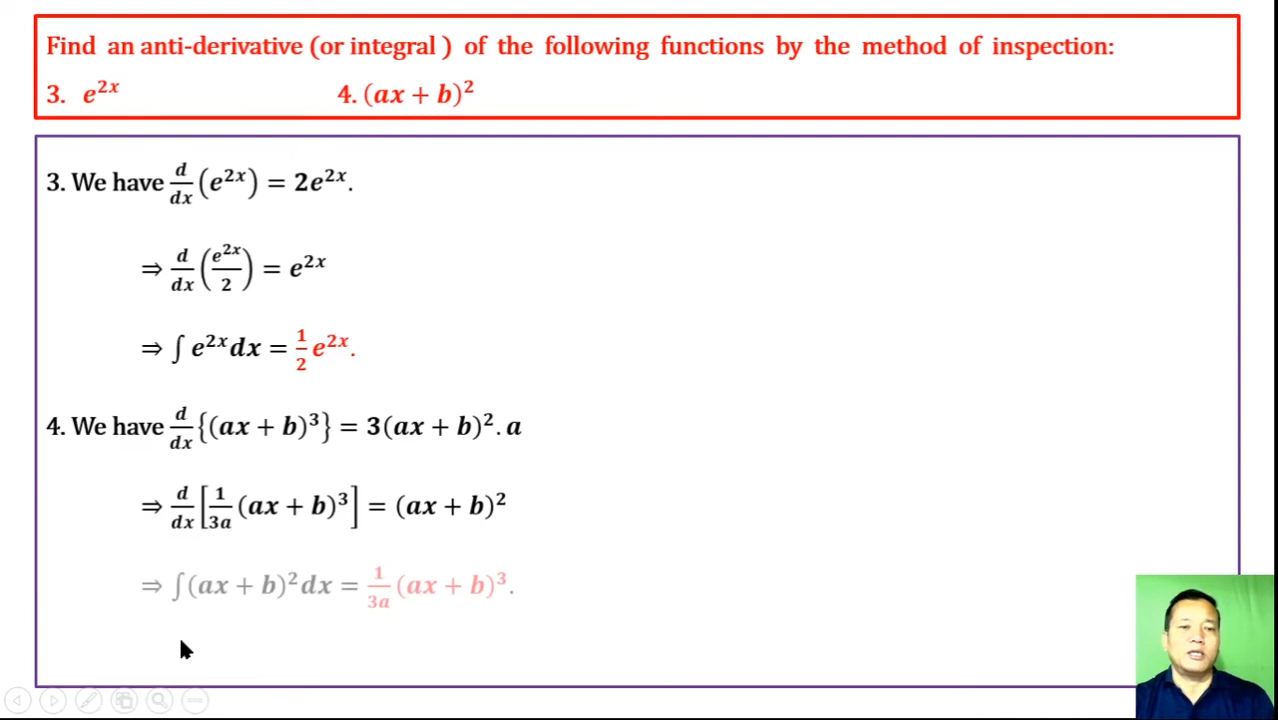 Find an anti-derivative (or integral ) of the following functions by the method of inspection:
3. e^{2x} 4. (ax + b)^2
3. We have d/dx (e^{2x}) = 2e^{2x}.
⇒ d/dx (e^{2x}/2) = e^{2x}
⇒ ∫ e^{2x} dx = 1/2 e^{2x}.
4. We have d/dx {(ax + b)^3} = 3(ax + b)^2. a
⇒ d/dx [1/3a (ax + b)^3] = (ax + b)^2
⇒ ∫(ax + b)^2 dx = 1/3a (ax + b)^3.